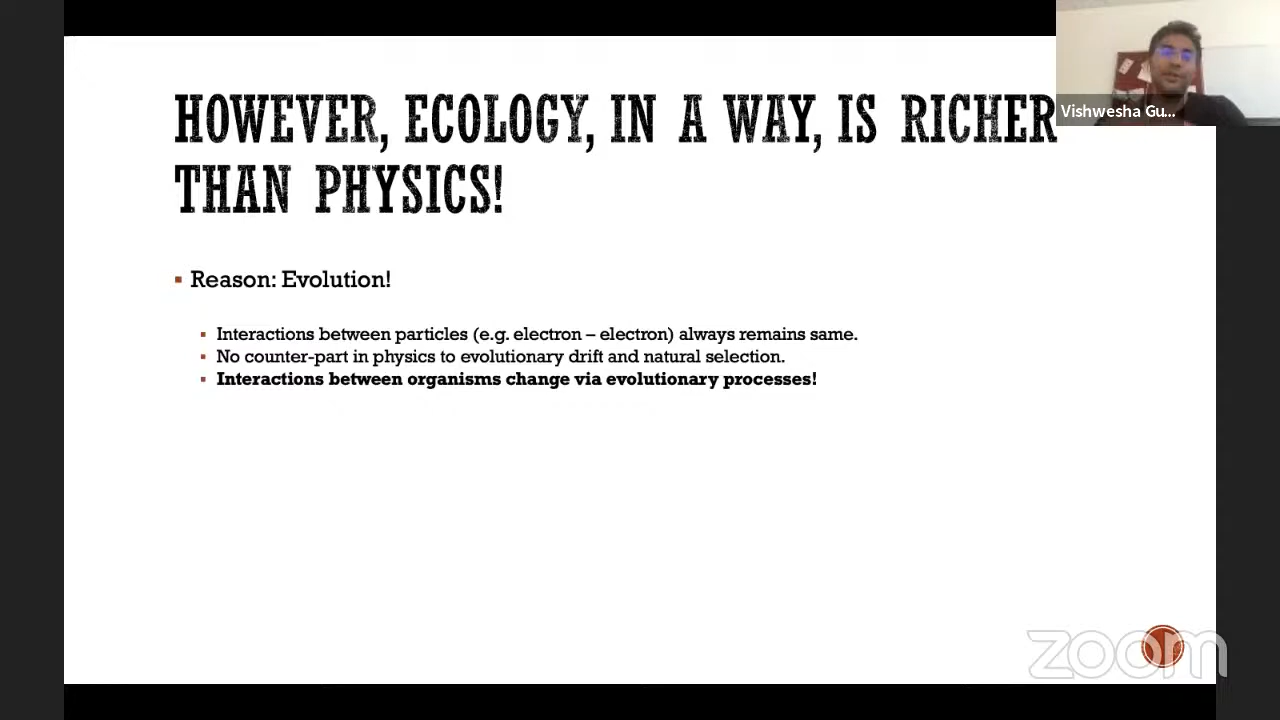 HOWEVER, ECOLOGY, IN A WAY, IS RICHER
THAN PHYSICS!
Vishwesha Gu...
Reason: Evolution!
Interactions between particles (e.g. electron – electron) always remains same.
No counter-part in physics to evolutionary drift and natural selection.
Interactions between organisms change via evolutionary processes!
zoom